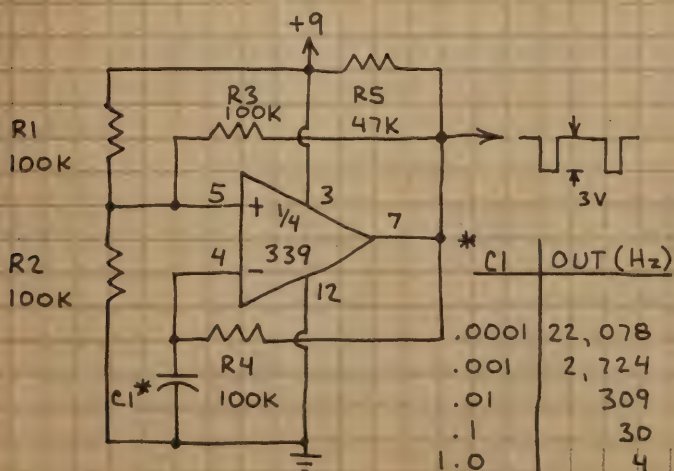 +9
R1
100K
R3
100K
R5
47K
5
+
1/4
339
3
7
*
3V
4
-
12
R2
100K
R4
100K
C1*
C1 OUT (Hz)
.0001 22,078
.001 2,724
.01 309
.1 30
1.0 4